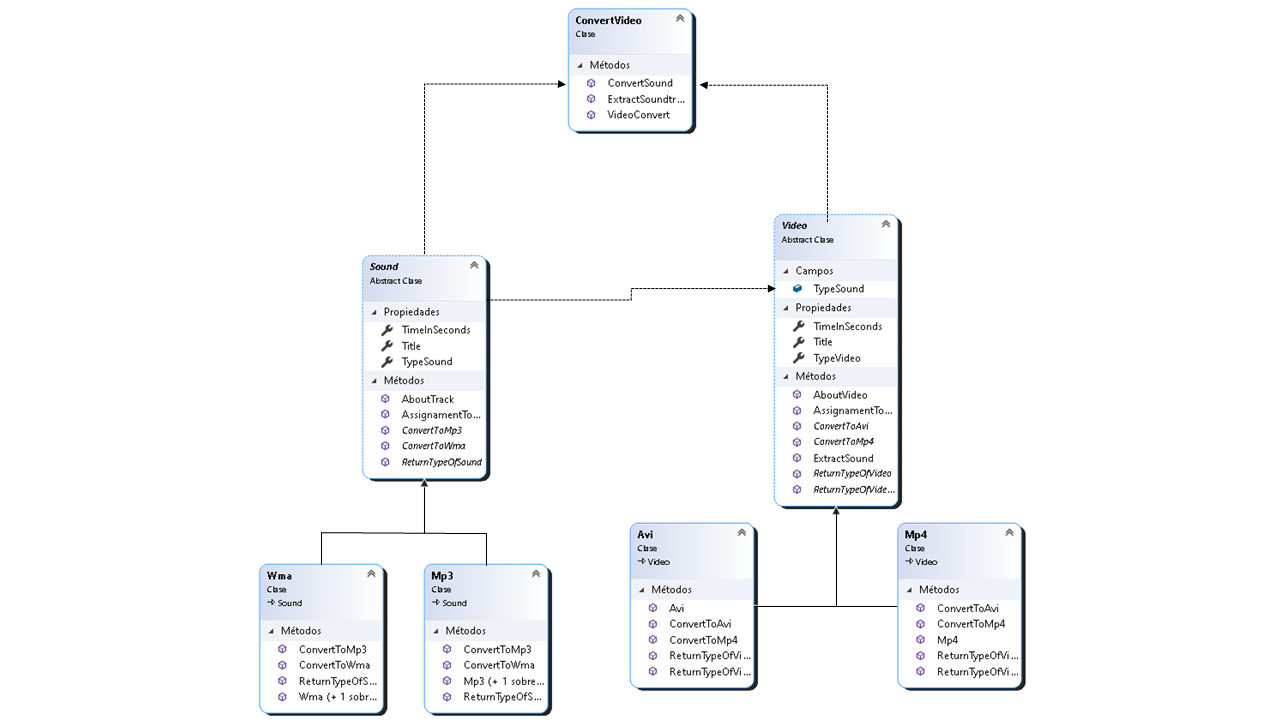 ConvertVideo
Clase
Métodos
ConvertSound
ExtractSoundtr...
VideoConvert
Sound
Abstract Clase
Propiedades
TimeInSeconds
Title
TypeSound
Métodos
AboutTrack
AssignamentTo...
ConvertToMp3
ConvertToWma
ReturnTypeOfSound
Video
Abstract Clase
Campos
TypeSound
Propiedades
TimeInSeconds
Title
TypeVideo
Métodos
AboutVideo
AssignamentTo...
ConvertToAvi
ConvertToMp4
ExtractSound
ReturnTypeOfVideo
ReturnTypeOfVide...
Wma
Clase
Sound
Métodos
ConvertToMp3
ConvertToWma
ReturnTypeOfS...
Wma (+ 1 sobr...
Mp3
Clase
Sound
Métodos
ConvertToMp3
ConvertToWma
Mp3 (+ 1 sobre...
ReturnTypeOfS...
Avi
Clase
Video
Métodos
Avi
ConvertToAvi
ConvertToMp4
ReturnTypeOfVi...
ReturnTypeOfVi...
Mp4
Clase
Video
Métodos
ConvertToAvi
ConvertToMp4
Mp4
ReturnTypeOfVi...
ReturnTypeOfVi...